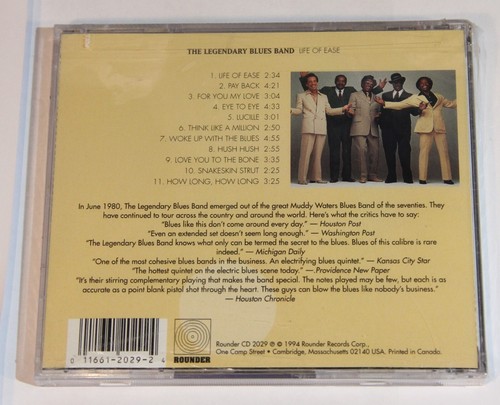 THE LEGENDARY BLUES BAND LIFE OF EASE
1. LIFE OF EASE 2:34
2. PAY BACK 4:21
3. FOR YOU MY LOVE 3:04
4. EYE TO EYE 4:23
5. LUCILLE 3:01
6. THINK LIKE A MILLION 2:50
7. WOKE UP WITH THE BLUES 4:55
8. HUSH HUSH 2:55
9. LOVE YOU TO THE BONE 3:35
10. SNAKESKIN STRUT 2:21
11. HOW LONG, HOW LONG 3:25
In June 1980, The Legendary Blues Band emerged out of the great Muddy Waters Blues Band of the seventies. They
have continued to tour across the country and around the world. Here's what the critics have to say:
"Blues like this don't come around every day." — Houston Post
"Even an extended set doesn't seem long enough." — Washington Post
"The Legendary Blues Band knows what only can be termed the secret to the blues. Blues of this calibre is rare
indeed." — Michigan Daily
"One of the most cohesive blues bands in the business. An electrifying blues quintet." — Kansas City Star
"The hottest quintet on the electric blues scene today." — Providence New Paper
"It's their stirring complementary playing that makes the band special. The notes played may be few, but each is as
accurate as a point blank pistol shot through the heart. These guys can blow the blues like nobody's business."
— Houston Chronicle
0 11661-2029-2 4
ROUNDER
Rounder CD 2029 ℗ © 1994 Rounder Records Corp.,
One Camp Street • Cambridge, Massachusetts 02140 USA. Printed in Canada.